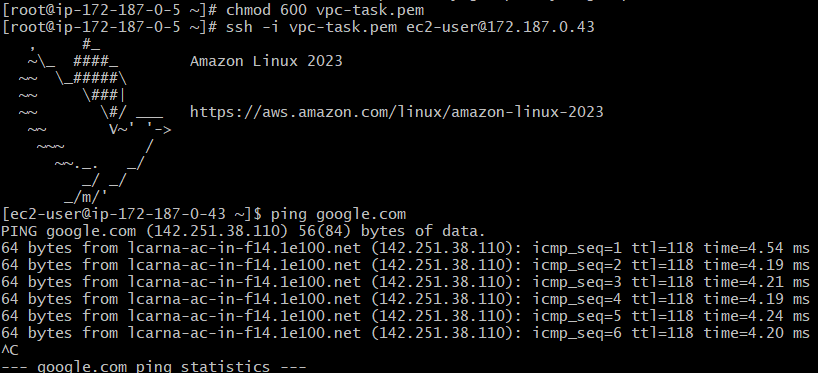 [root@ip-172-187-0-5 ~]# chmod 600 vpc-task.pem
[root@ip-172-187-0-5 ~]# ssh -i vpc-task.pem ec2-user@172.187.0.43
   ,     #_
   ~\_  ####_        Amazon Linux 2023
  ~~  \_#####\
  ~~     \###|
  ~~       \#/ ___   https://aws.amazon.com/linux/amazon-linux-2023
   ~~       V~' '->
    ~~~         /
      ~~._.   _/
         _/ _/
       _/m/'
[ec2-user@ip-172-187-0-43 ~]$ ping google.com
PING google.com (142.251.38.110) 56(84) bytes of data.
64 bytes from lcarna-ac-in-f14.1e100.net (142.251.38.110): icmp_seq=1 ttl=118 time=4.54 ms
64 bytes from lcarna-ac-in-f14.1e100.net (142.251.38.110): icmp_seq=2 ttl=118 time=4.19 ms
64 bytes from lcarna-ac-in-f14.1e100.net (142.251.38.110): icmp_seq=3 ttl=118 time=4.21 ms
64 bytes from lcarna-ac-in-f14.1e100.net (142.251.38.110): icmp_seq=4 ttl=118 time=4.19 ms
64 bytes from lcarna-ac-in-f14.1e100.net (142.251.38.110): icmp_seq=5 ttl=118 time=4.24 ms
64 bytes from lcarna-ac-in-f14.1e100.net (142.251.38.110): icmp_seq=6 ttl=118 time=4.20 ms
^C
--- google.com ping statistics ---